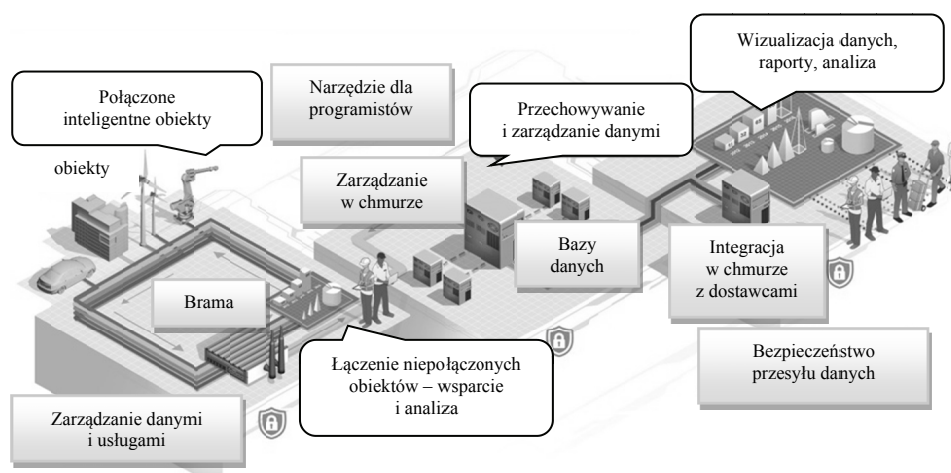 Wizualizacja danych,
raporty, analiza
Połączone
inteligentne obiekty
Narzędzie dla
programistów
Przechowywanie
i zarządzanie danymi
obiekty
Zarządzanie
w chmurze
Bazy
danych
Integracja
w chmurze
z dostawcami
Brama
Łączenie niepołączonych
obiektów – wsparcie
i analiza
Bezpieczeństwo
przesyłu danych
Zarządzanie danymi
i usługami